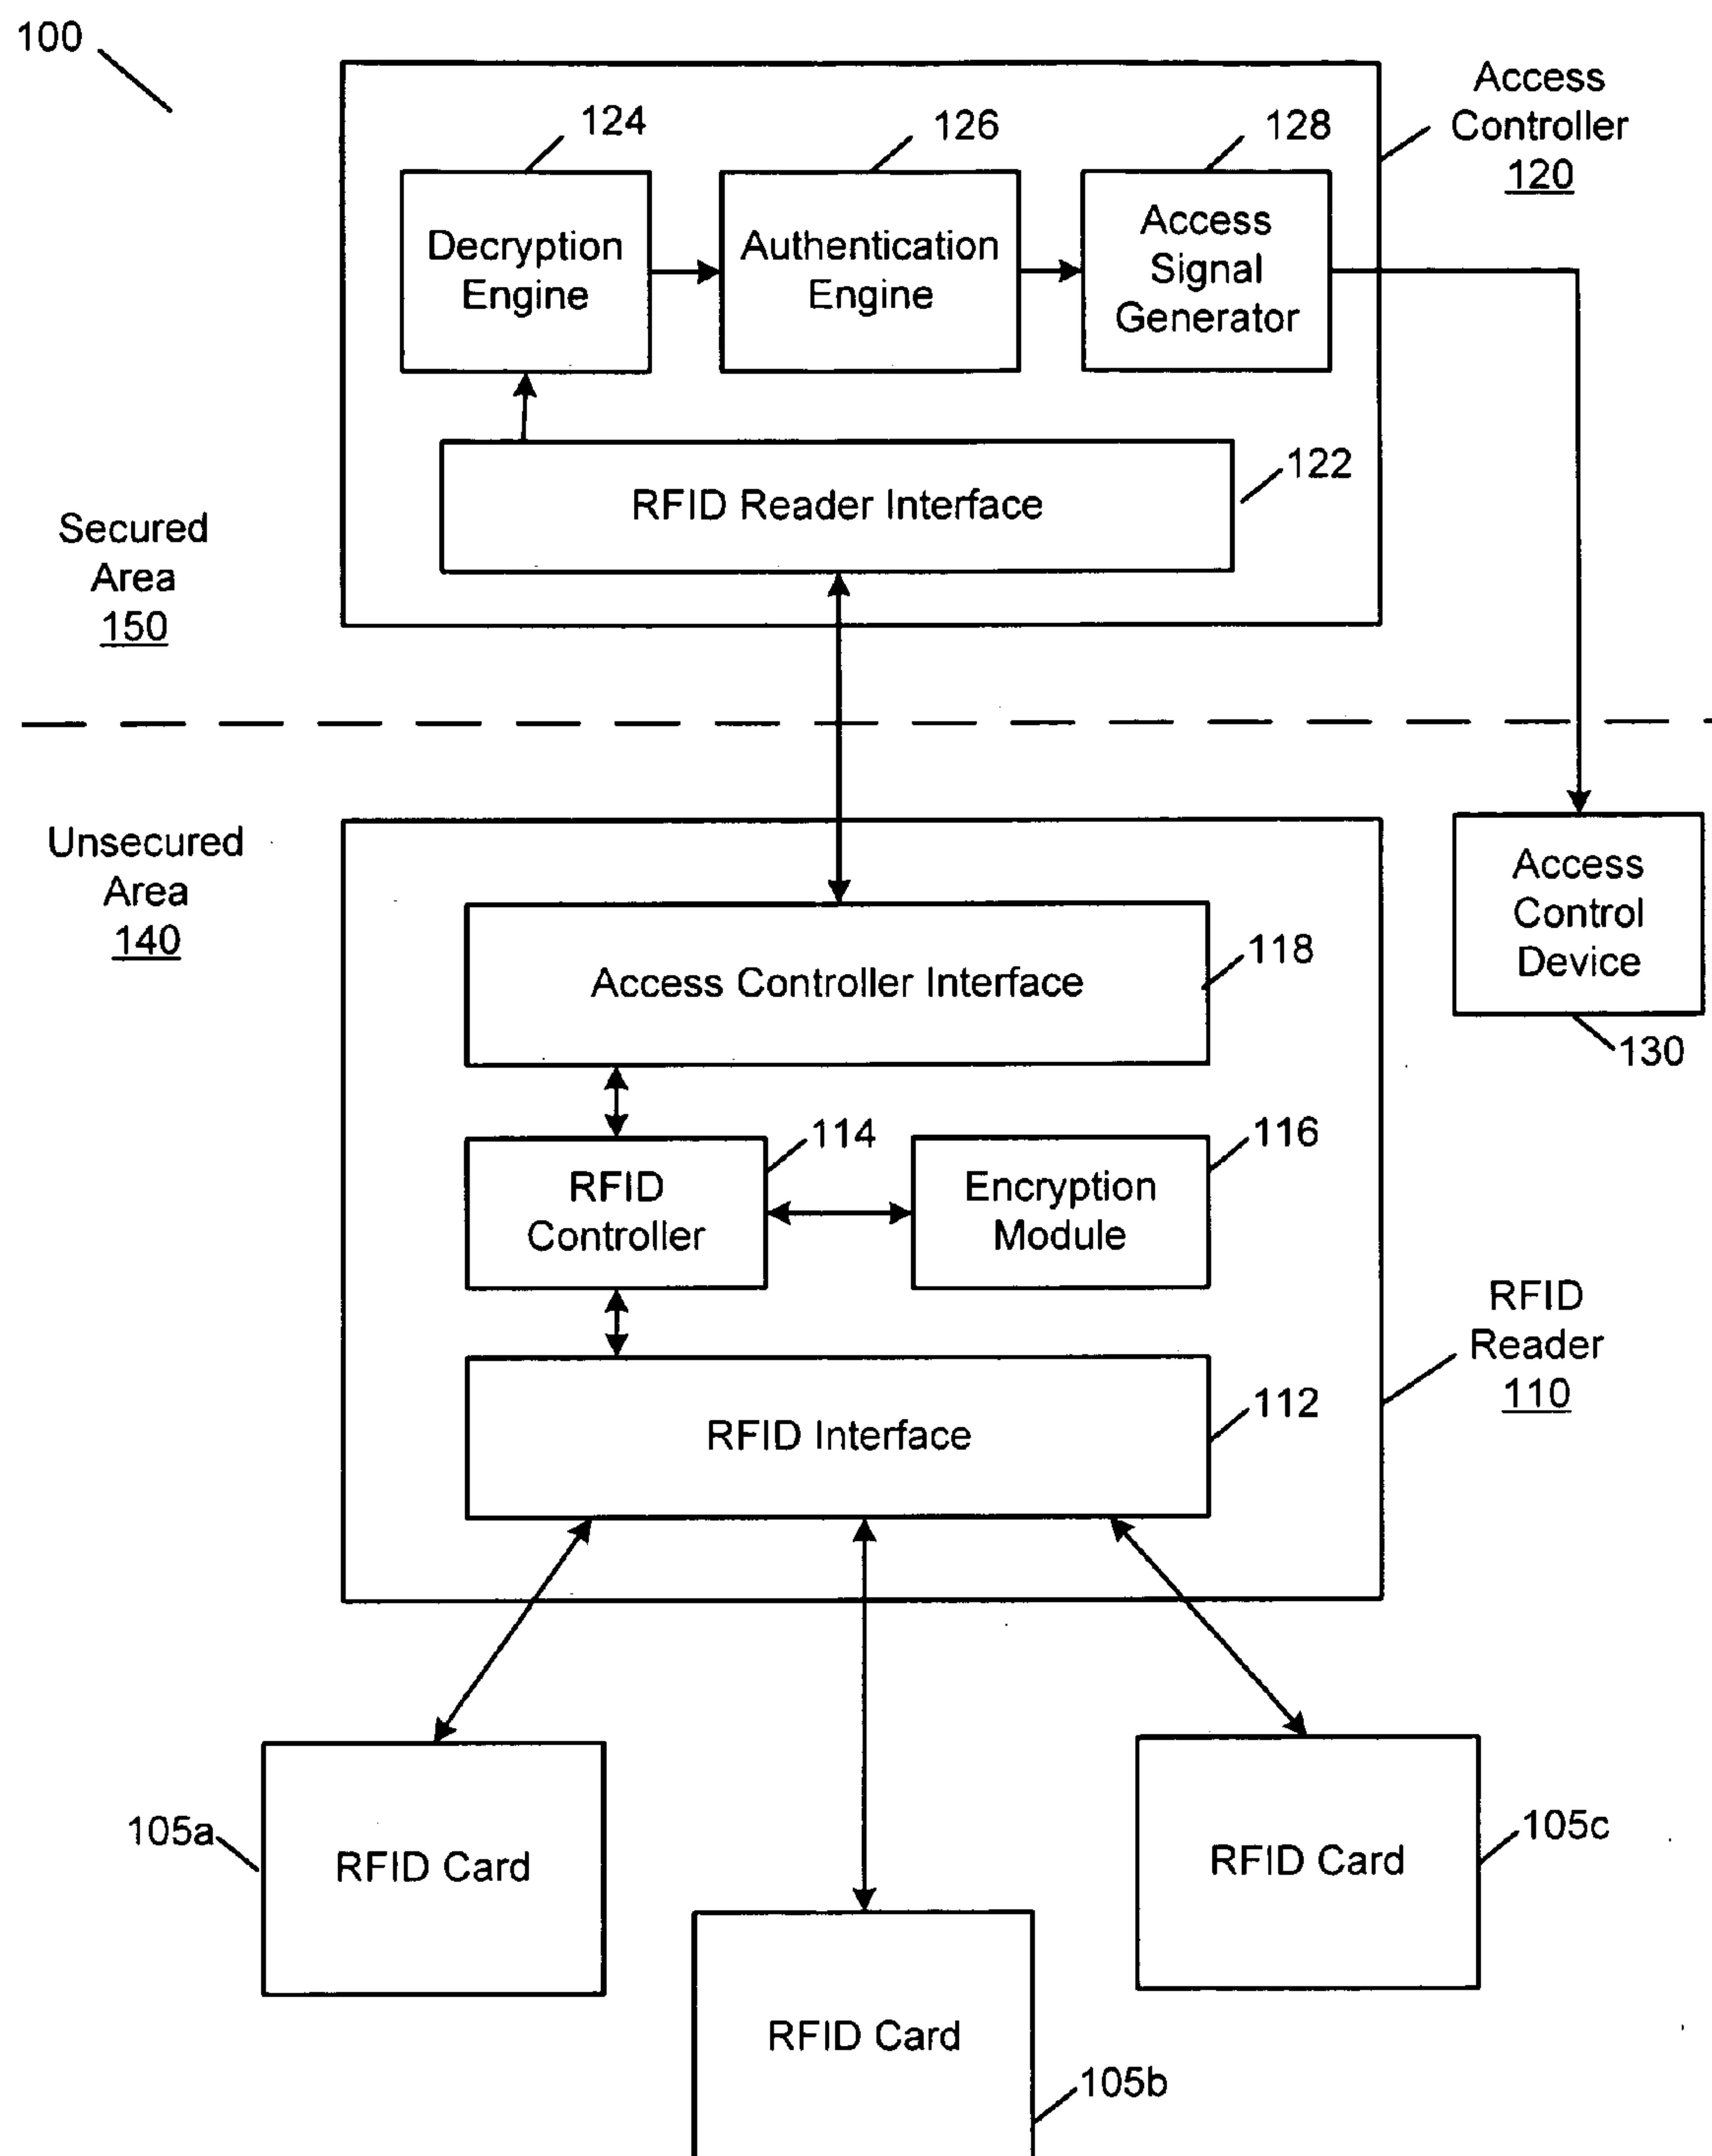 100
Access
Controller
120
124
126
128
Decryption
Engine
Authentication
Engine
Access
Signal
Generator
122
RFID Reader Interface
Secured
Area
150
Unsecured
Area
140
Access
Control
Device
130
118
Access Controller Interface
114
116
RFID
Controller
Encryption
Module
RFID
Reader
110
112
RFID Interface
105a
RFID Card
105c
RFID Card
RFID Card
105b